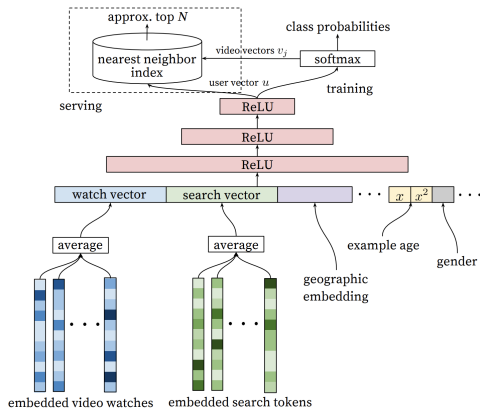 approx. top N
class probabilities
nearest neighbor
index
video vectors v_j
softmax
user vector u
serving
training
ReLU
ReLU
ReLU
watch vector
search vector
x
x²
average
average
example age
gender
geographic
embedding
embedded video watches
embedded search tokens